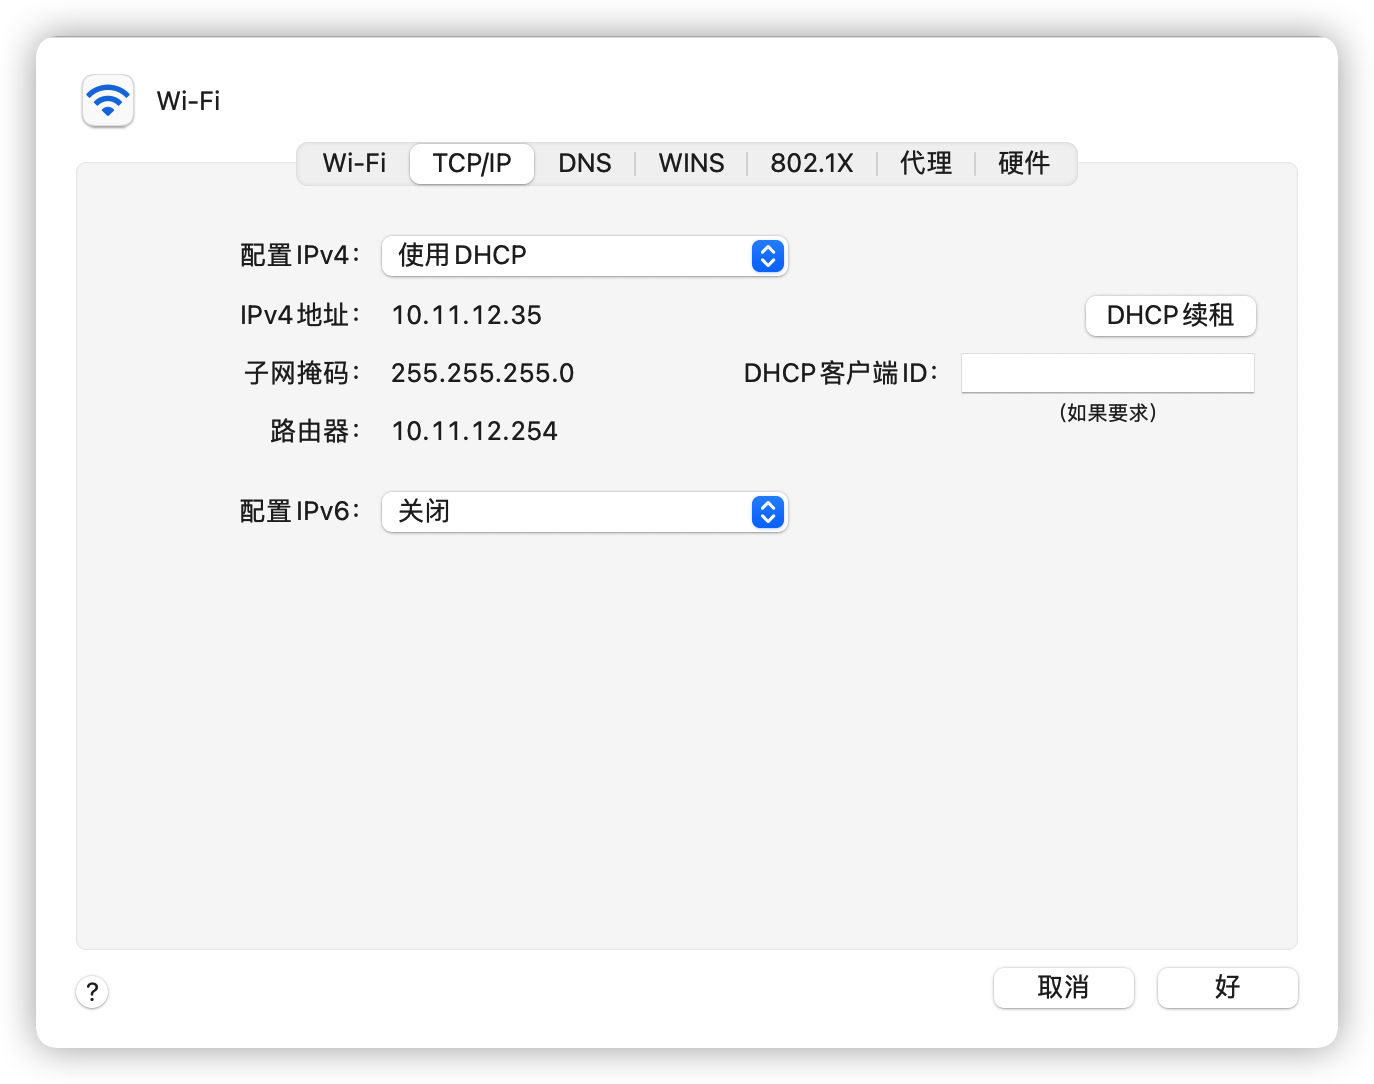 Wi-Fi
Wi-Fi TCP/IP DNS WINS 802.1X 代理 硬件
配置IPv4： 使用DHCP
IPv4地址： 10.11.12.35 DHCP续租
子网掩码： 255.255.255.0 DHCP客户端ID：
（如果要求）
路由器： 10.11.12.254
配置IPv6： 关闭
? 取消 好